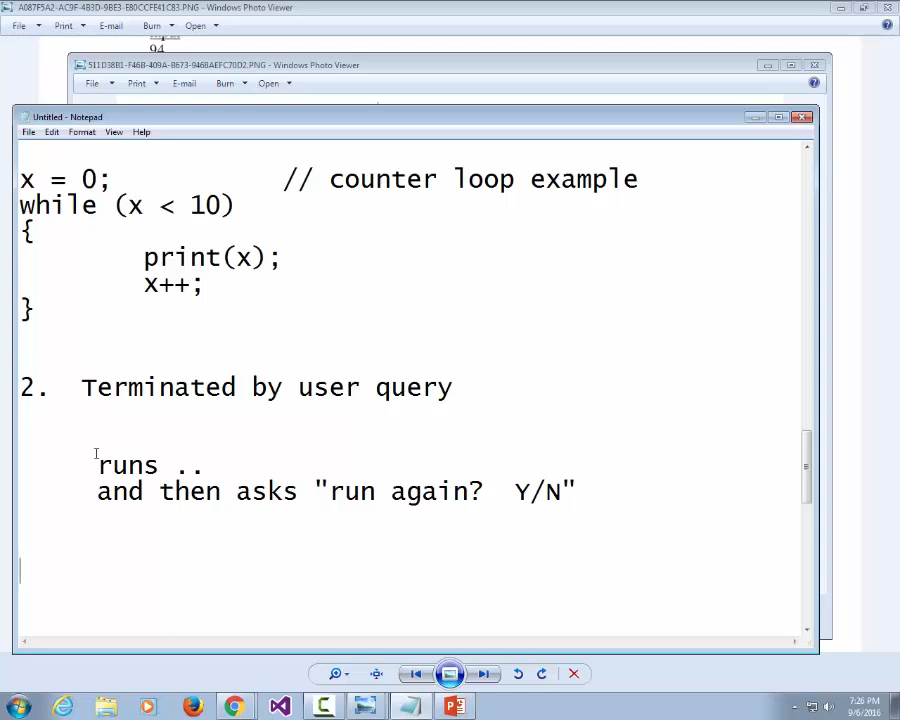 A087F5A2-AC9F-4B3D-9BE3-E80CCFE41C83.PNG - Windows Photo Viewer
File Print E-mail Burn Open
94
511D38B1-F46B-409A-B673-9468AEFC70D2.PNG - Windows Photo Viewer
File Print E-mail Burn Open
Untitled - Notepad
File Edit Format View Help
x = 0; // counter loop example
while (x < 10)
{
print(x);
x++;
}
2. Terminated by user query
runs ..
and then asks "run again? Y/N"
7:26 PM
9/6/2016